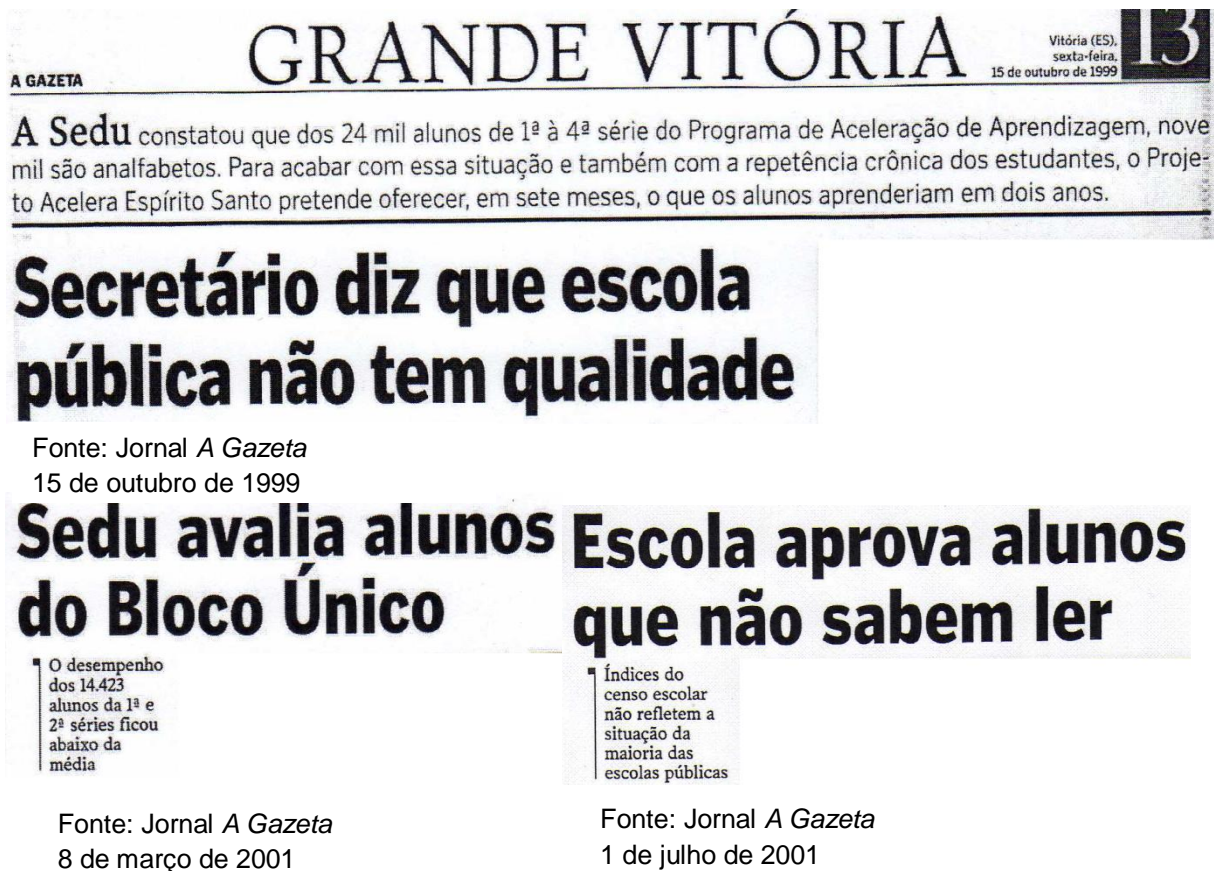 A GAZETA
GRANDE VITÓRIA
Vitória (ES),
sexta-feira,
15 de outubro de 1999
13
A Sedu constatou que dos 24 mil alunos de 1ª à 4ª série do Programa de Aceleração de Aprendizagem, nove
mil são analfabetos. Para acabar com essa situação e também com a repetência crônica dos estudantes, o Proje-
to Acelera Espírito Santo pretende oferecer, em sete meses, o que os alunos aprenderiam em dois anos.
Secretário diz que escola
pública não tem qualidade
Fonte: Jornal A Gazeta
15 de outubro de 1999
Sedu avalia alunos
do Bloco Único
O desempenho
dos 14.423
alunos da 1ª e
2ª séries ficou
abaixo da
média
Fonte: Jornal A Gazeta
8 de março de 2001
Escola aprova alunos
que não sabem ler
Índices do
censo escolar
não refletem a
situação da
maioria das
escolas públicas
Fonte: Jornal A Gazeta
1 de julho de 2001